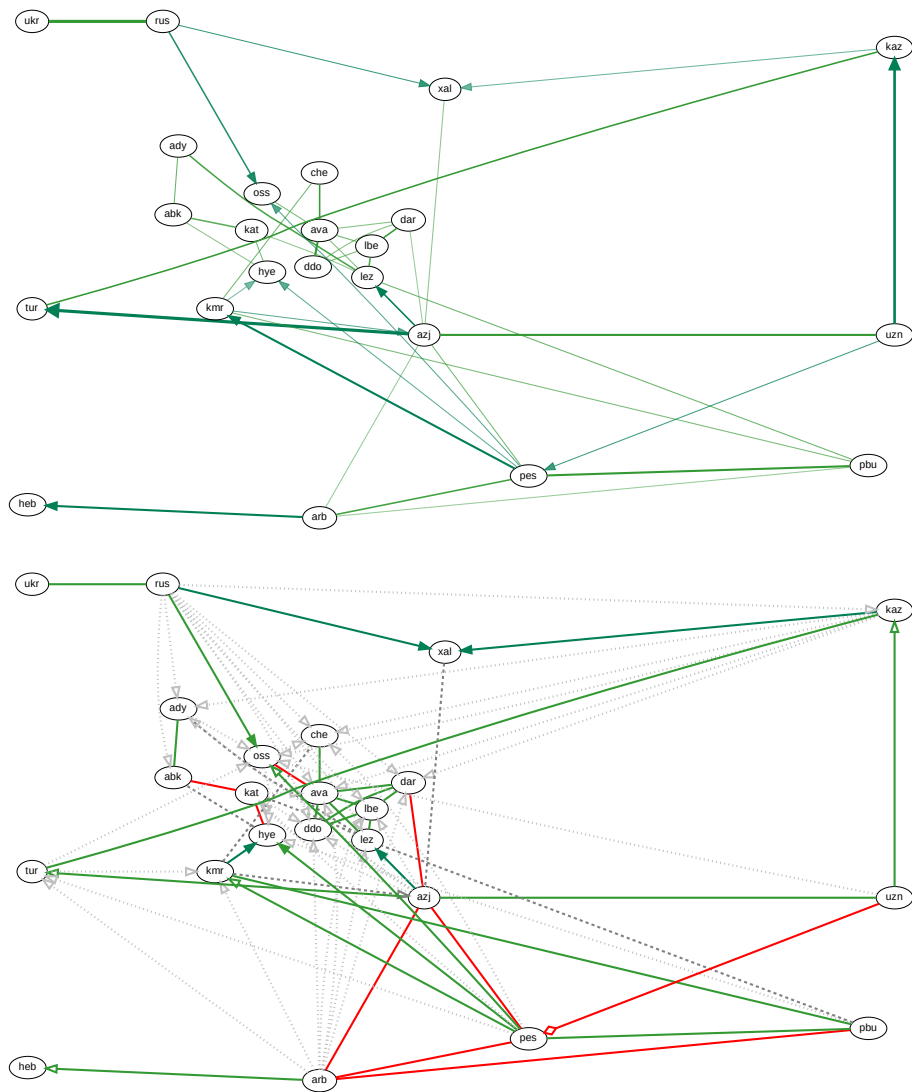 ukr rus
kaz
xal
ady
che
oss
abk
dar
kat ava
lbe
ddo
hye
lez
tur kmr
azj uzn
pbu
pes
heb
arb
ukr rus
kaz
xal
ady
che
oss
abk
dar
kat ava
lbe
ddo
hye
lez
tur kmr
azj uzn
pbu
pes
heb
arb